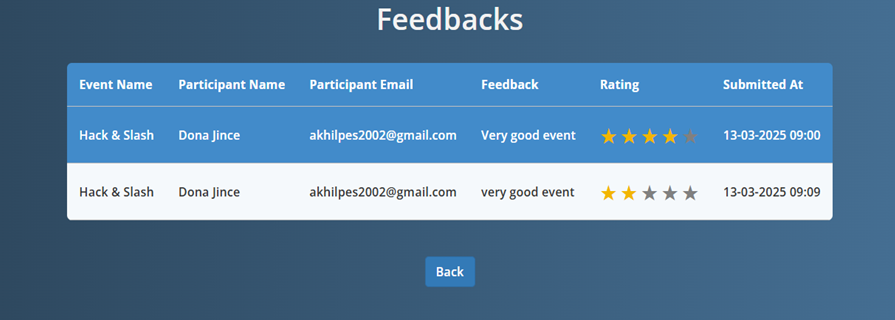 Feedbacks
Event Name Participant Name Participant Email Feedback Rating Submitted At
Hack & Slash Dona Jince akhilpes2002@gmail.com Very good event 13-03-2025 09:00
Hack & Slash Dona Jince akhilpes2002@gmail.com very good event 13-03-2025 09:09
Back